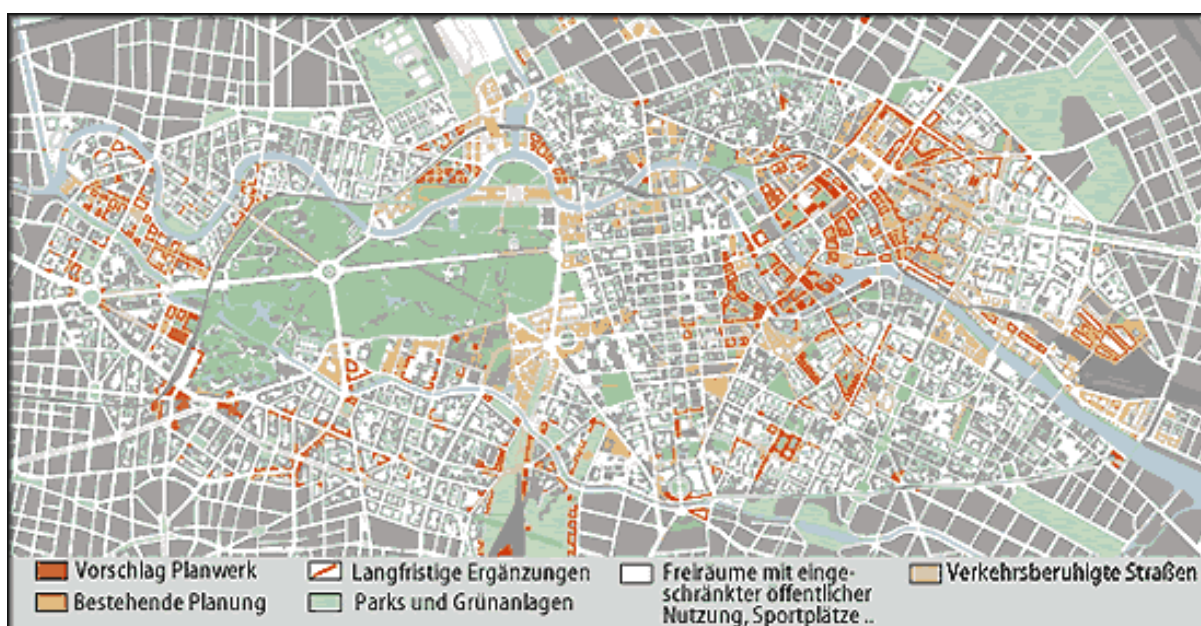 Vorschlag Planwerk
Bestehende Planung
Langfristige Ergänzungen
Parks und Grünanlagen
Freiräume mit einge-
schränkter öffentlicher
Nutzung, Sportplätze ..
Verkehrsberuhigte Straßen